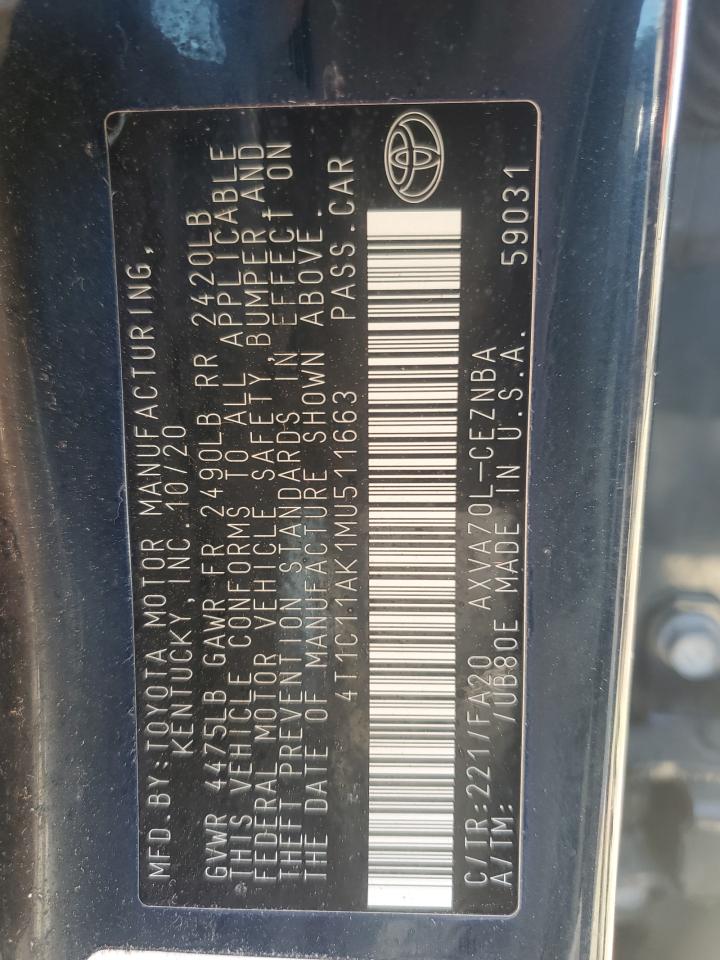 MFD.BY:TOYOTA MOTOR MANUFACTURING,
KENTUCKY, INC. 10/20
GVWR 4475LB GAWR FR 2490LB RR 2420LB
THIS VEHICLE CONFORMS TO ALL APPLICABLE
FEDERAL MOTOR VEHICLE SAFETY, BUMPER, AND
THEFT PREVENTION STANDARDS IN EFFECT ON
THE DATE OF MANUFACTURE SHOWN ABOVE.
4T1C11AK1MU511663 PASS.CAR
C/TR:221/FA20 AXVA70L-CEZNBA
A/TM: /UB80E MADE IN U.S.A. 59031